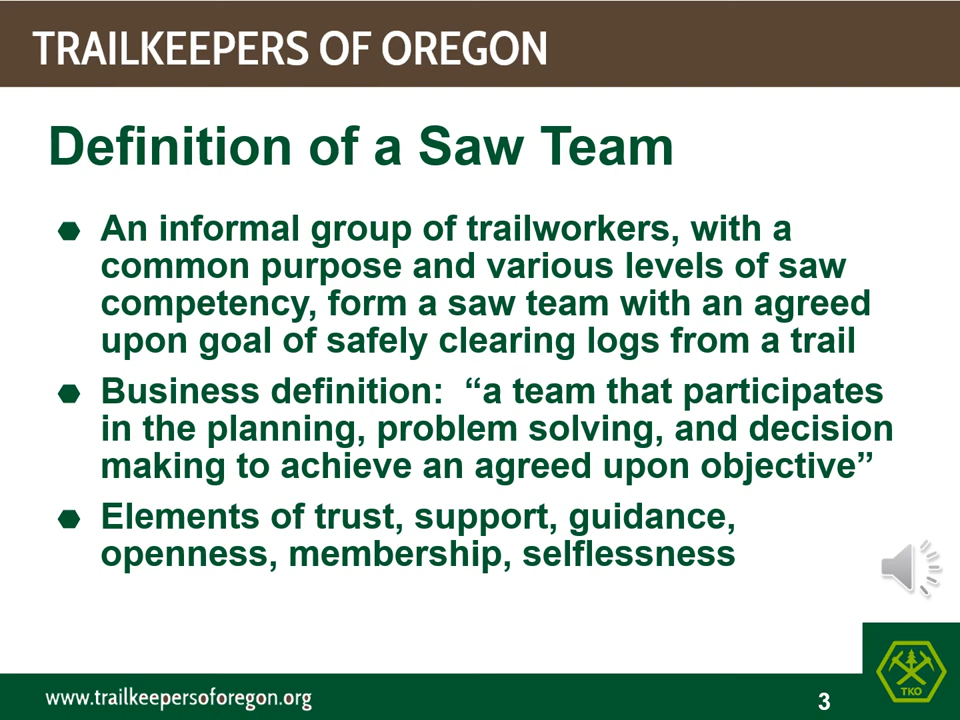 TRAILKEEPERS OF OREGON
Definition of a Saw Team
An informal group of trailworkers, with a
common purpose and various levels of saw
competency, form a saw team with an agreed
upon goal of safely clearing logs from a trail
Business definition:  “a team that participates
in the planning, problem solving, and decision
making to achieve an agreed upon objective”
Elements of trust, support, guidance,
openness, membership, selflessness
TKO
www.trailkeepersoforegon.org
3